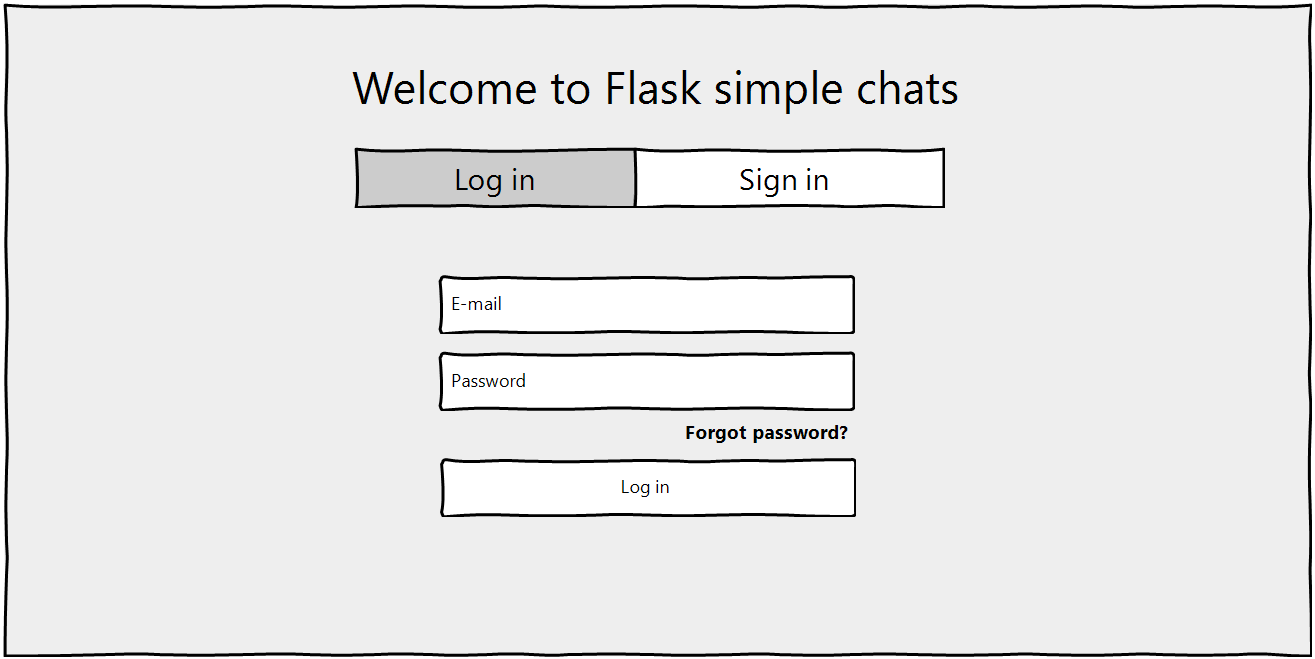 Welcome to Flask simple chats
Log in
Sign in
E-mail
Password
Forgot password?
Log in